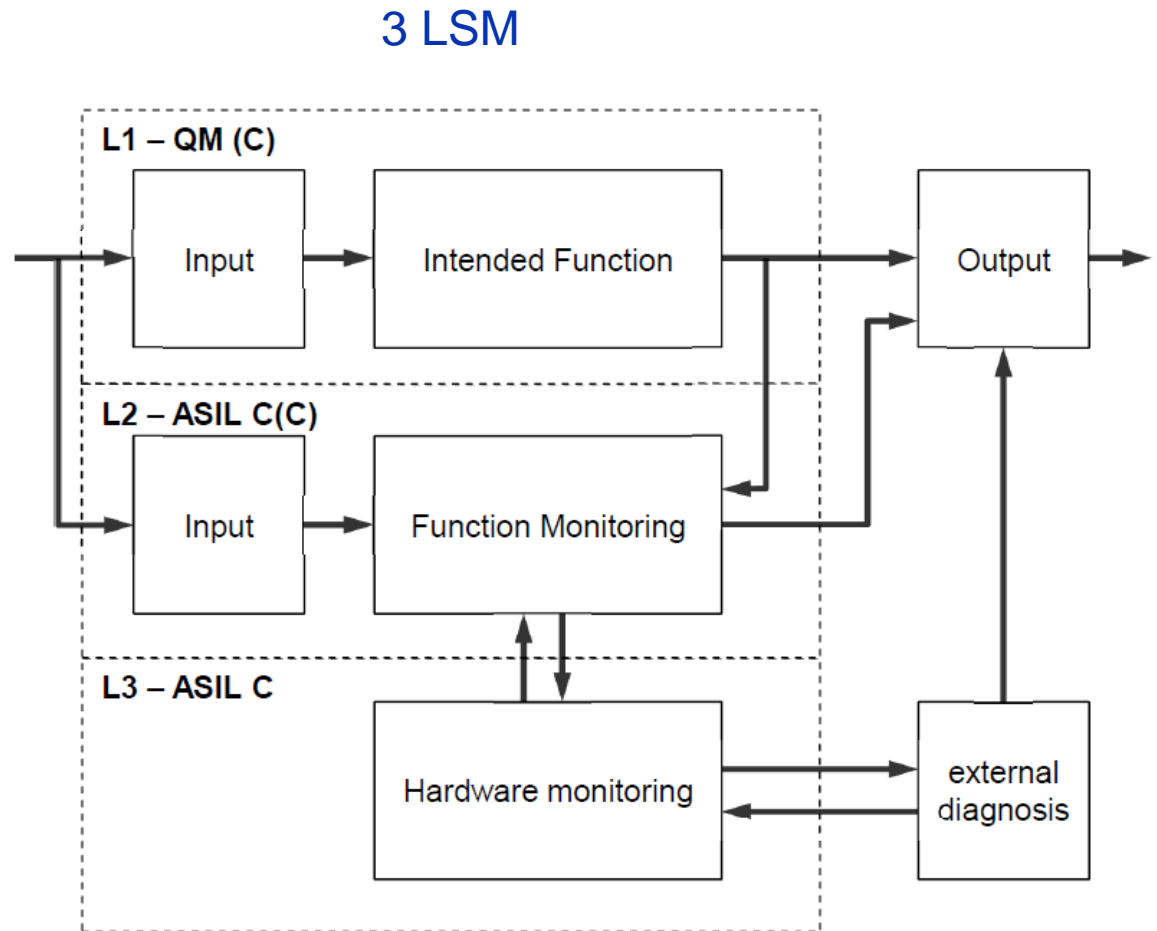 3 LSM
L1 – QM (C)
Input
Intended Function
Output
L2 – ASIL C(C)
Input
Function Monitoring
L3 – ASIL C
Hardware monitoring
external
diagnosis